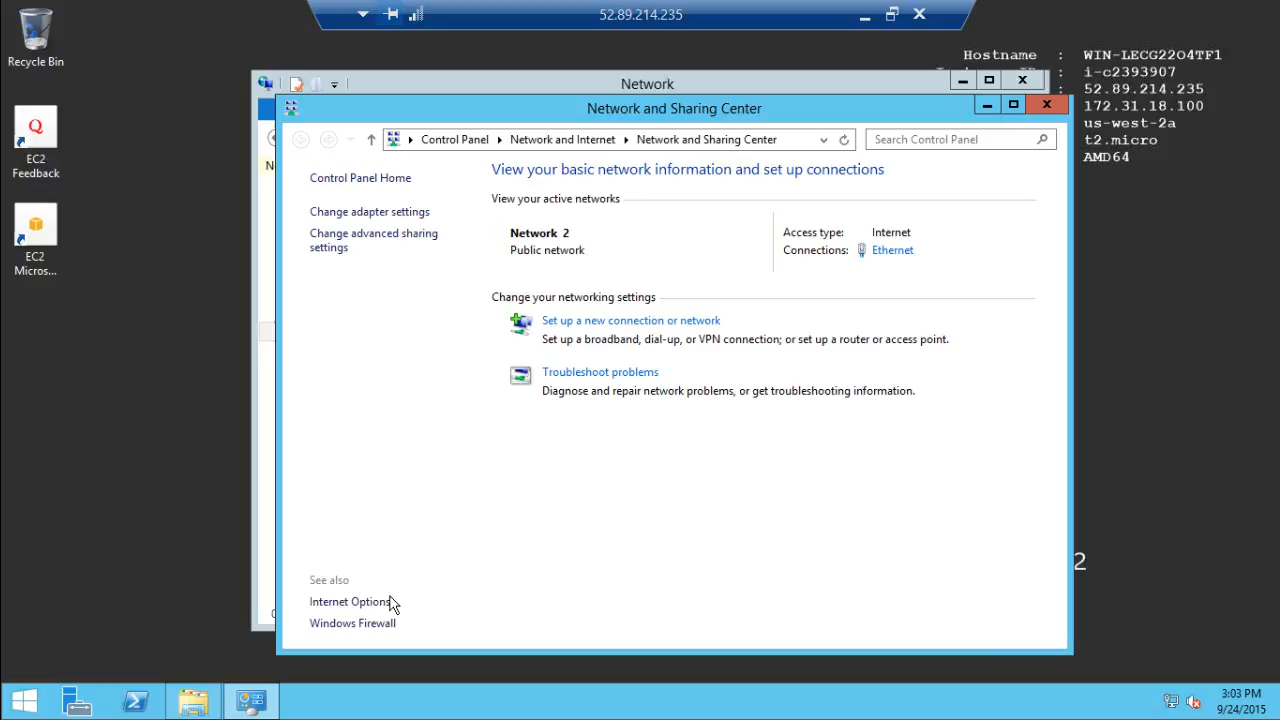 52.89.214.235
Recycle Bin
EC2
Feedback
EC2
Micros...
Hostname : WIN-LECG22O4TF1
: i-c2393907
: 52.89.214.235
172.31.18.100
us-west-2a
t2.micro
AMD64
Network
Network and Sharing Center
Control Panel
Network and Internet
Network and Sharing Center
Search Control Panel
Control Panel Home
Change adapter settings
Change advanced sharing
settings
View your basic network information and set up connections
View your active networks
Network 2
Public network
Access type: Internet
Connections: Ethernet
Change your networking settings
Set up a new connection or network
Set up a broadband, dial-up, or VPN connection; or set up a router or access point.
Troubleshoot problems
Diagnose and repair network problems, or get troubleshooting information.
See also
Internet Options
Windows Firewall
2
3:03 PM
9/24/2015